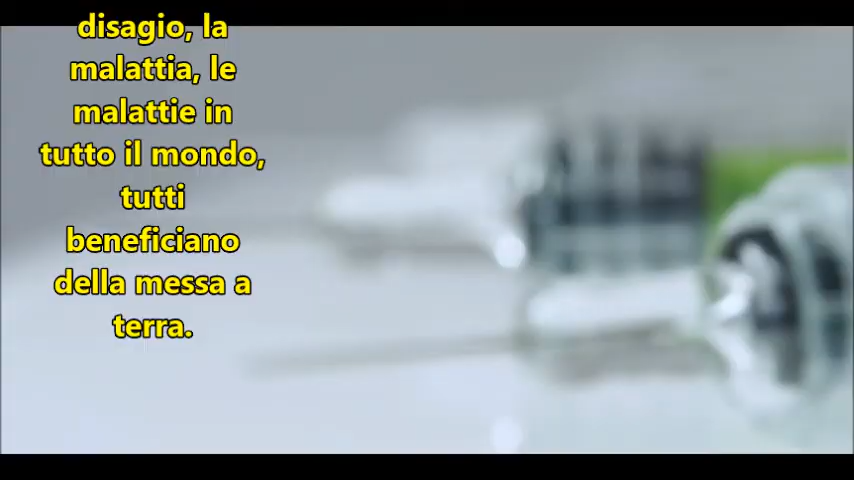 disagio, la
malattia, le
malattie in
tutto il mondo,
tutti
beneficiano
della messa a
terra.